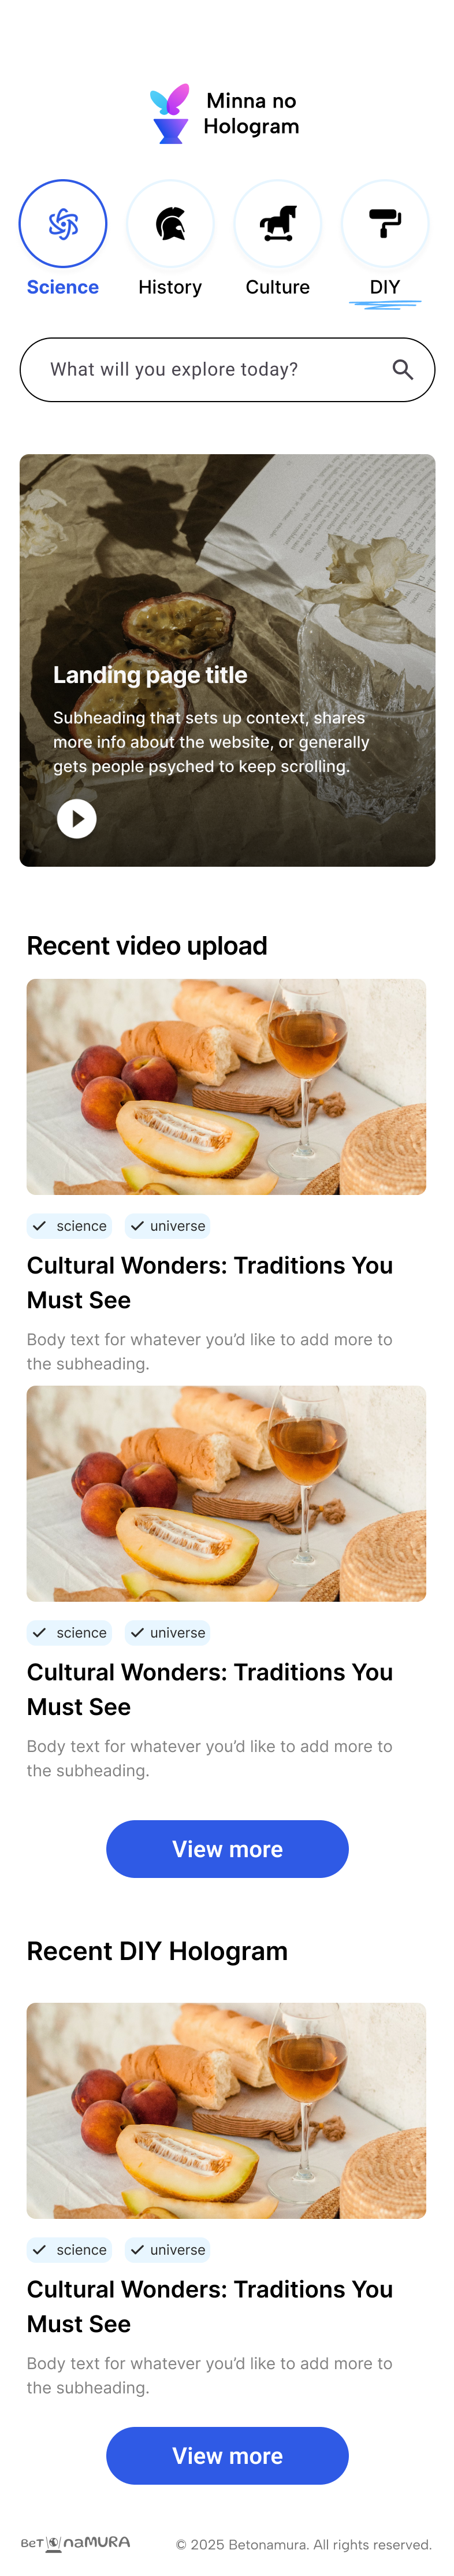 Minna no
Hologram
Science
History
Culture
DIY
What will you explore today?
Landing page title
Subheading that sets up context, shares
more info about the website, or generally
gets people psyched to keep scrolling.
Recent video upload
science
universe
Cultural Wonders: Traditions You
Must See
Body text for whatever you’d like to add more to
the subheading.
science
universe
Cultural Wonders: Traditions You
Must See
Body text for whatever you’d like to add more to
the subheading.
View more
Recent DIY Hologram
science
universe
Cultural Wonders: Traditions You
Must See
Body text for whatever you’d like to add more to
the subheading.
View more
BeTonaMURA
© 2025 Betonamura. All rights reserved.